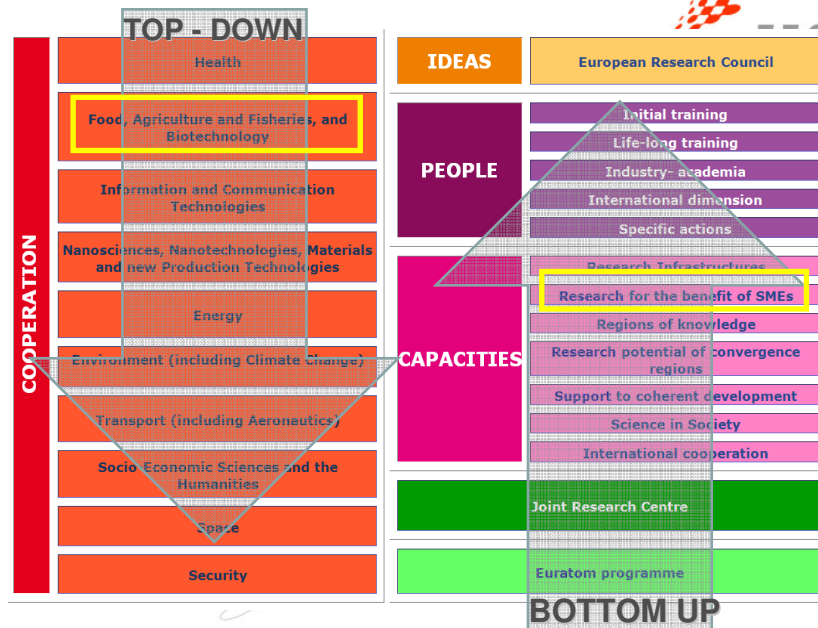 TOP - DOWN
COOPERATION
Health
Food, Agriculture and Fisheries, and
Biotechnology
Information and Communication
Technologies
Nanosciences, Nanotechnologies, Materials
and new Production Technologies
Energy
Environment (including Climate Change)
Transport (including Aeronautics)
Socio-Economic Sciences and the
Humanities
Space
Security
IDEAS
European Research Council
PEOPLE
Initial training
Life-long training
Industry- academia
International dimension
Specific actions
CAPACITIES
Research Infrastructures
Research for the benefit of SMEs
Regions of knowledge
Research potential of convergence
regions
Support to coherent development
Science in Society
International cooperation
Joint Research Centre
Euratom programme
BOTTOM UP